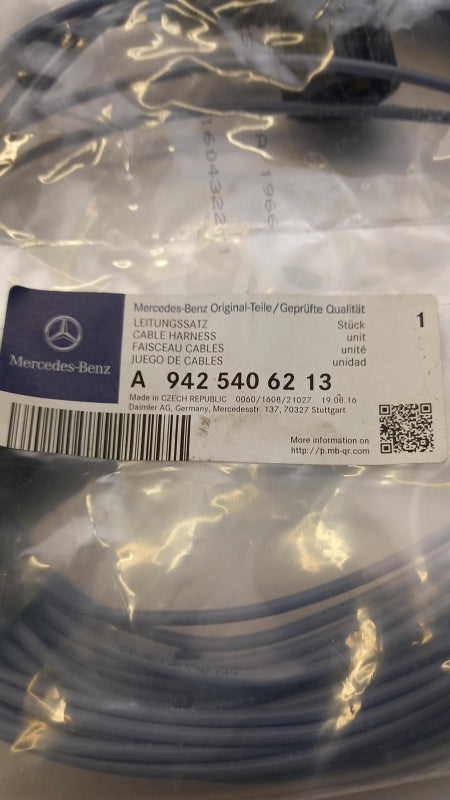 Mercedes-Benz Original-Teile/Geprüfte Qualität
LEITUNGSSATZ Stück 1
CABLE HARNESS unit
FAISCEAU CABLES unité
JUEGO DE CABLES unidad
Mercedes-Benz
A 942 540 62 13
Made in CZECH REPUBLIC 0060/1608/21027 19.08.16
Daimler AG, Germany, Mercedesstr. 137, 70327 Stuttgart
More information on
http://p.mb-qr.com